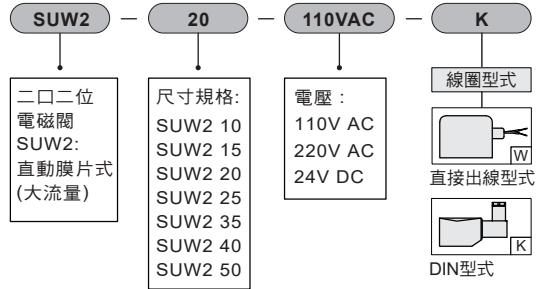 SUW2 — 20 — 110VAC — K
二口二位
電磁閥
SUW2:
直動膜片式
(大流量)
尺寸規格:
SUW2 10
SUW2 15
SUW2 20
SUW2 25
SUW2 35
SUW2 40
SUW2 50
電壓：
110V AC
220V AC
24V DC
線圈型式
W
直接出線型式
K
DIN型式